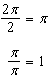 2π/2 = π
π/π = 1